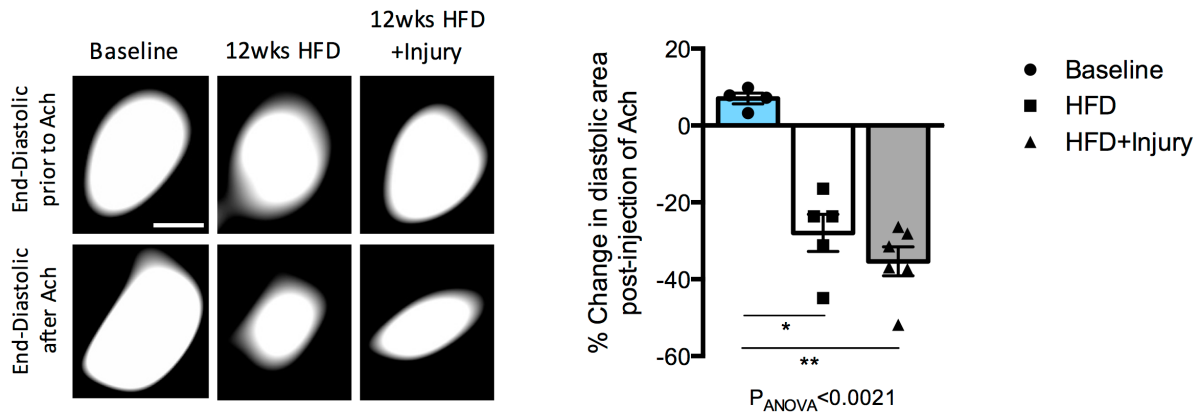 Baseline
12wks HFD
12wks HFD
+Injury
End-Diastolic
prior to Ach
End-Diastolic
after Ach
% Change in diastolic area
post-injection of Ach
20
0
-20
-40
-60
*
**
PANOVA<0.0021
Baseline
HFD
HFD+Injury